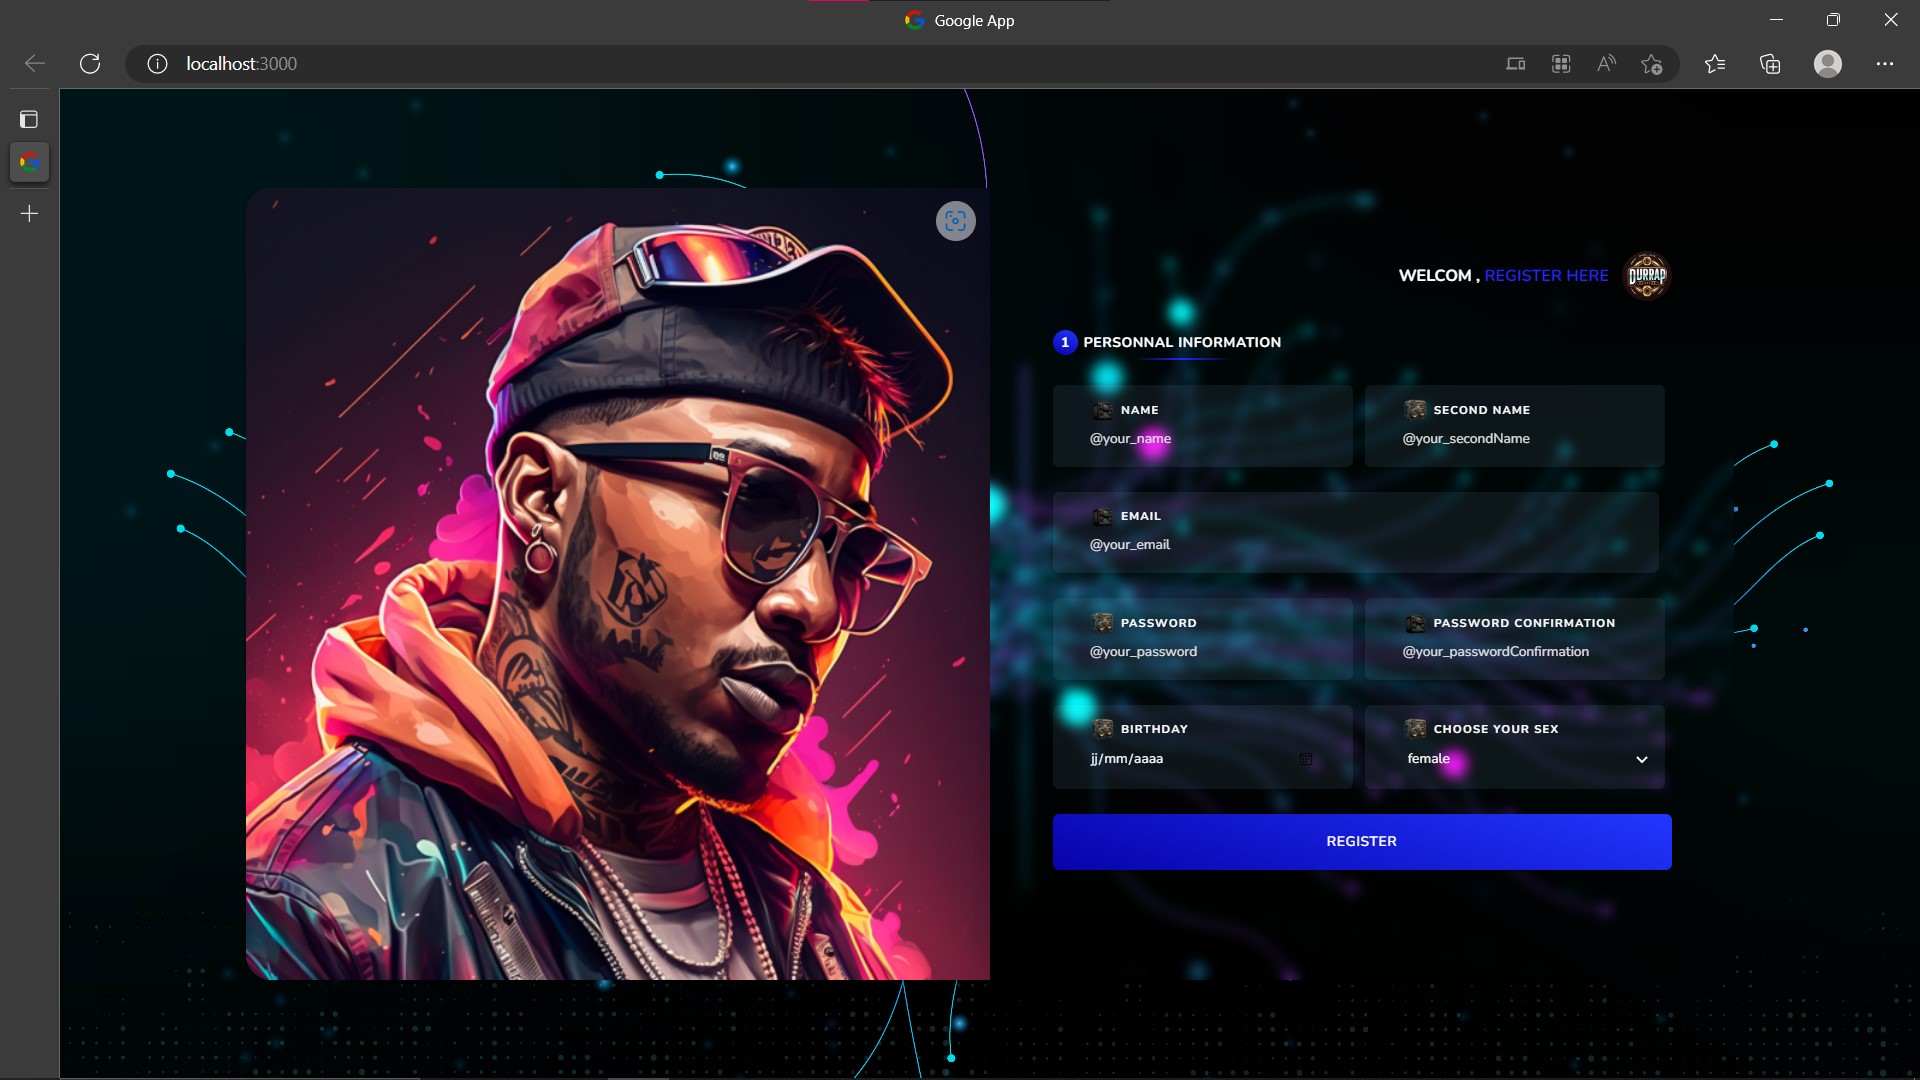 Google App
localhost:3000
WELCOM , REGISTER HERE
DURRAP
1 PERSONNAL INFORMATION
NAME
@your_name
SECOND NAME
@your_secondName
EMAIL
@your_email
PASSWORD
@your_password
PASSWORD CONFIRMATION
@your_passwordConfirmation
BIRTHDAY
jj/mm/aaaa
CHOOSE YOUR SEX
female
REGISTER